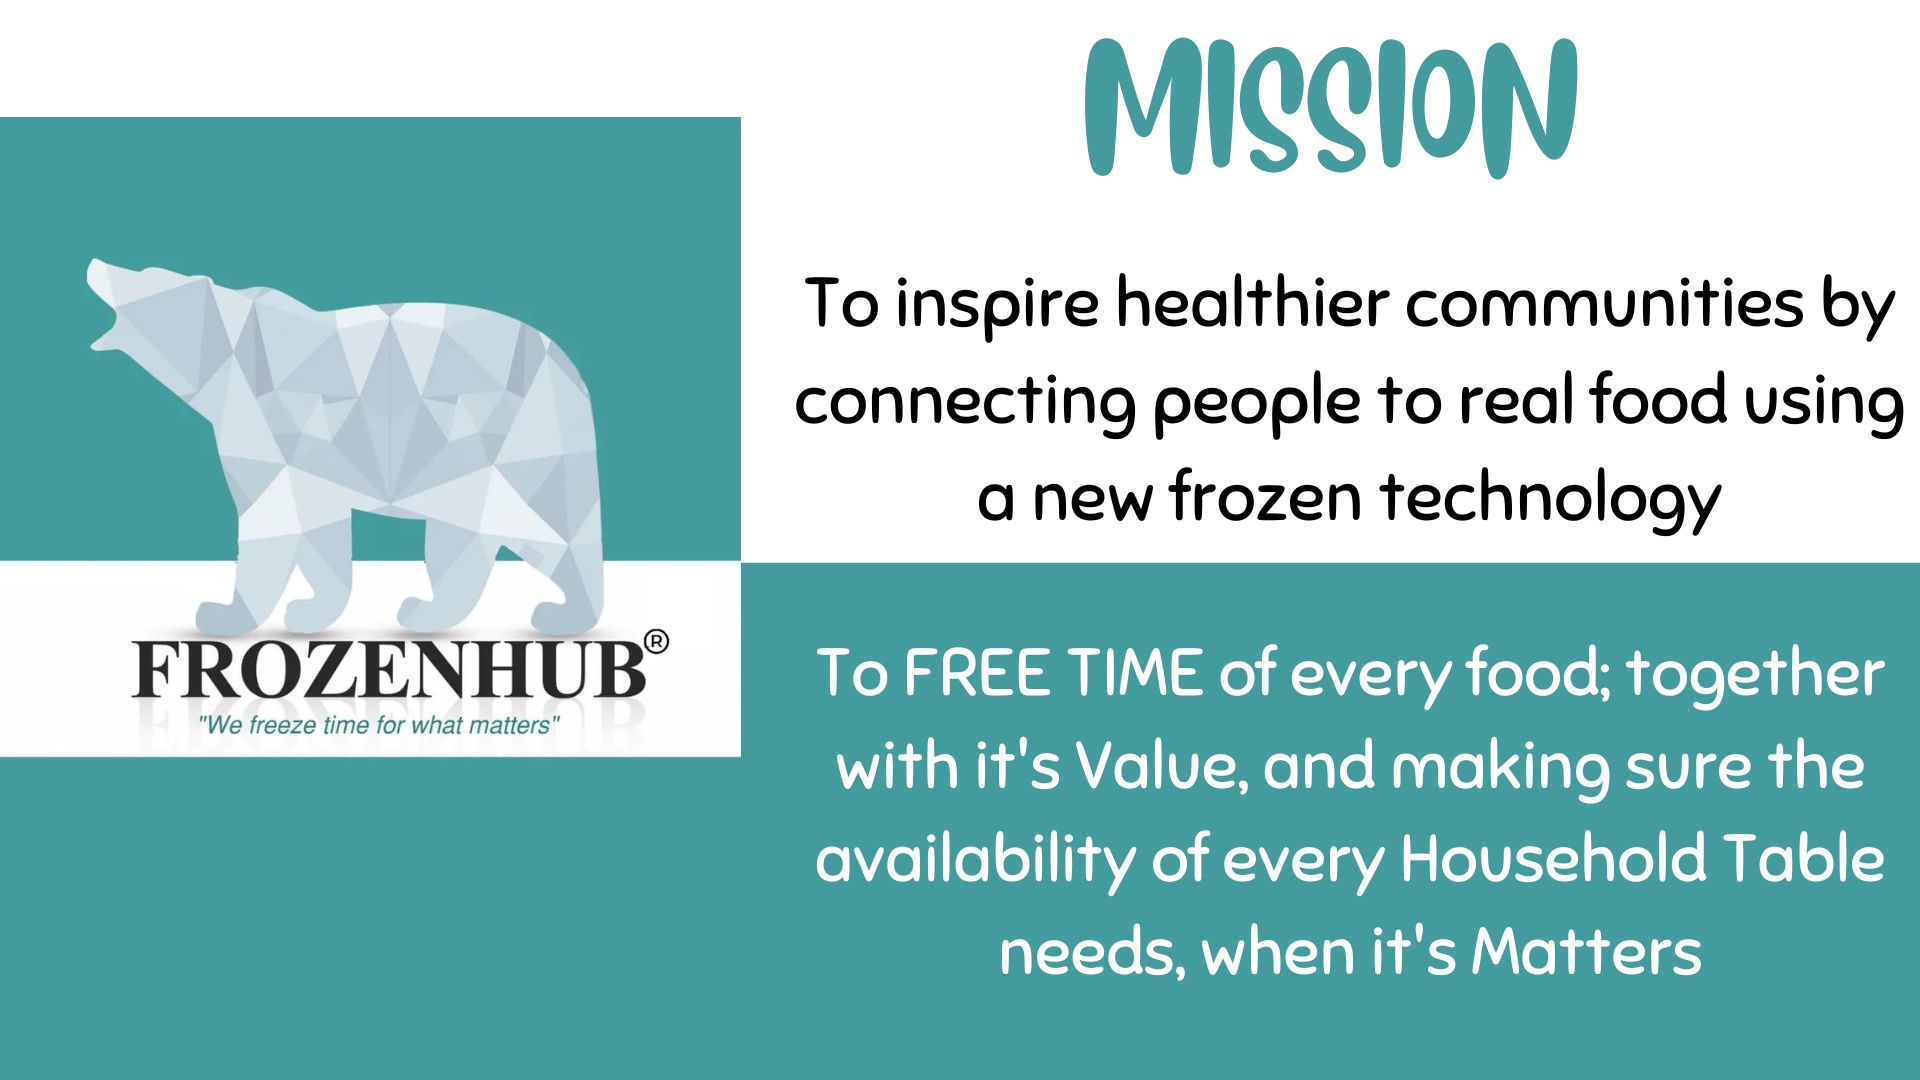 MISSION
To inspire healthier communities by
connecting people to real food using
a new frozen technology
FROZENHUB®
"We freeze time for what matters"
To FREE TIME of every food; together
with it's Value, and making sure the
availability of every Household Table
needs, when it's Matters